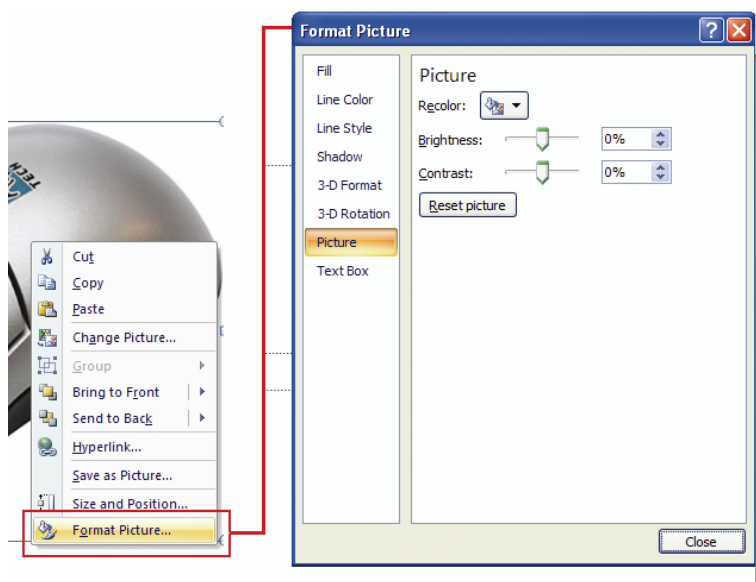 TECH
Cut
Copy
Paste
Change Picture...
Group
Bring to Front
Send to Back
Hyperlink...
Save as Picture...
Size and Position...
Format Picture...
Format Picture
Fill
Line Color
Line Style
Shadow
3-D Format
3-D Rotation
Picture
Text Box
Picture
Recolor:
Brightness: 0%
Contrast: 0%
Reset picture
Close